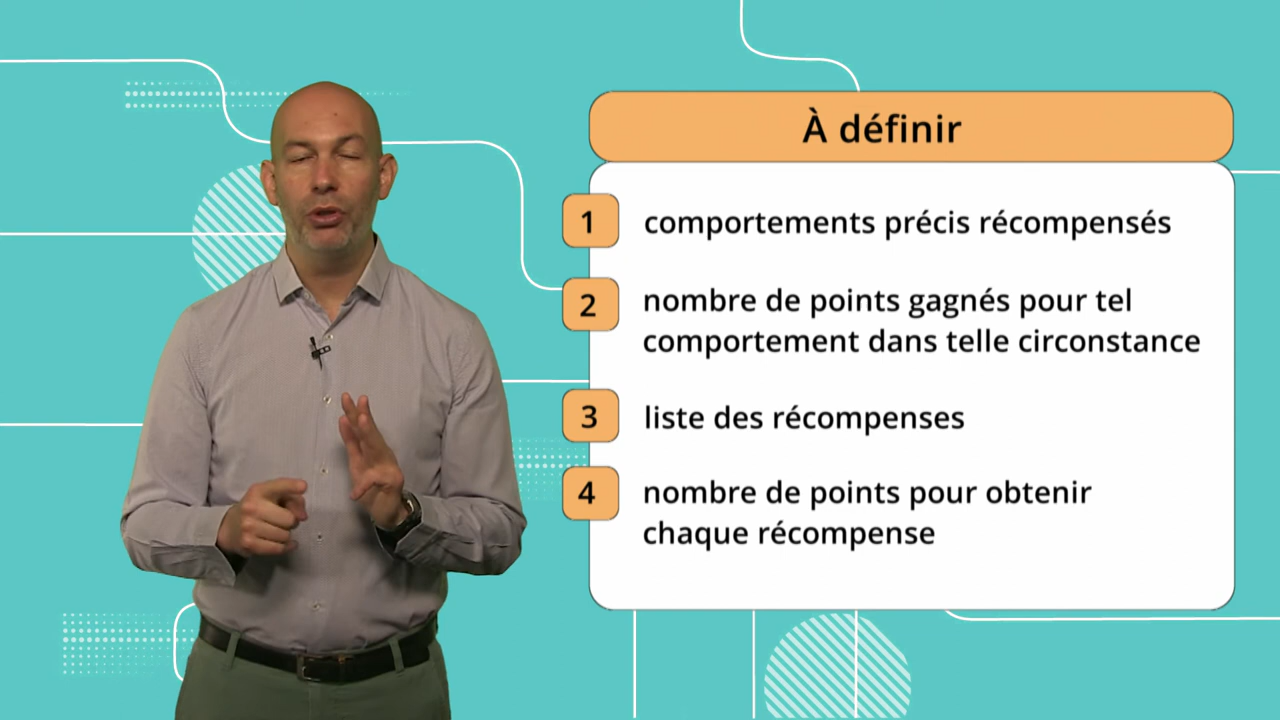 À définir
1 comportements précis récompensés
2 nombre de points gagnés pour tel
comportement dans telle circonstance
3 liste des récompenses
4 nombre de points pour obtenir
chaque récompense